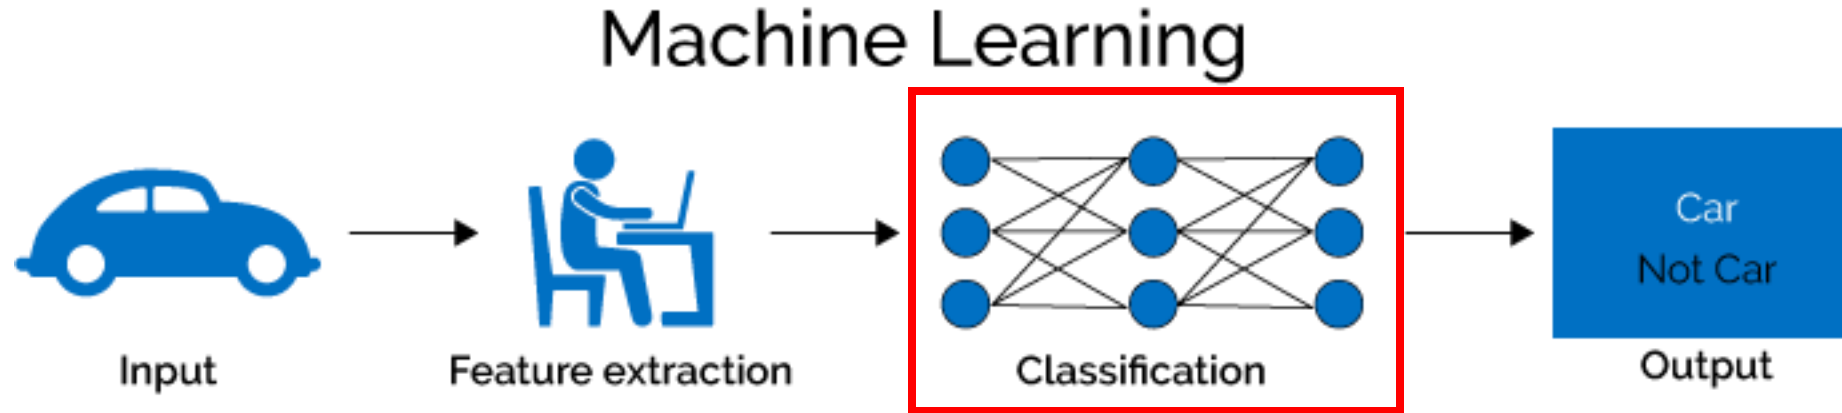 Machine Learning
Car
Not Car
Input
Feature extraction
Classification
Output